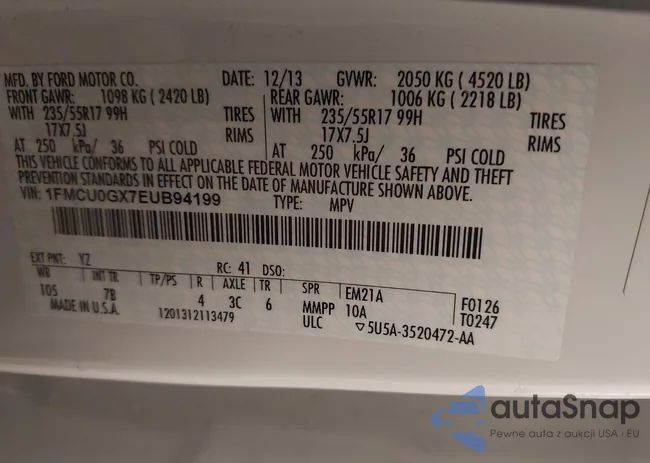 MFD. BY FORD MOTOR CO. DATE: 12/13 GVWR: 2050 KG ( 4520 LB)
FRONT GAWR: 1098 KG ( 2420 LB) REAR GAWR: 1006 KG ( 2218 LB)
WITH 235/55R17 99H TIRES WITH 235/55R17 99H TIRES
17X7.5J RIMS 17X7.5J RIMS
AT 250 kPa/ 36 PSI COLD AT 250 kPa/ 36 PSI COLD
THIS VEHICLE CONFORMS TO ALL APPLICABLE FEDERAL MOTOR VEHICLE SAFETY AND THEFT
PREVENTION STANDARDS IN EFFECT ON THE DATE OF MANUFACTURE SHOWN ABOVE.
VIN: 1FMCU0GX7EUB94199 TYPE: MPV
EXT PNT: YZ RC: 41 DSO:
WB INT TR TP/PS R AXLE TR SPR EM21A F0126
105 7B 4 3C 6 MMPP 10A T0247
MADE IN U.S.A. 1201312113479 ULC ▽5U5A-3520472-AA
autaSnap
Pewne auta z aukcji USA - EU